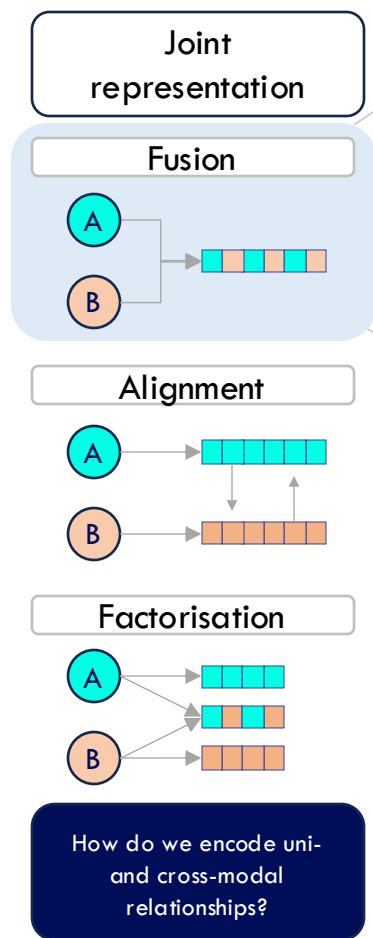 Joint
representation
Fusion
A
B
Alignment
A
B
Factorisation
A
B
How do we encode uni-
and cross-modal
relationships?